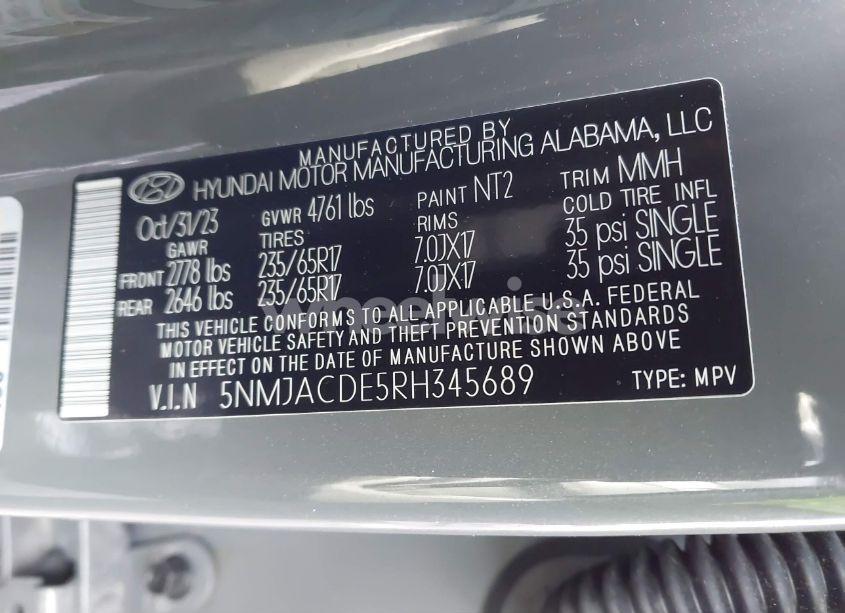 MANUFACTURED BY
HYUNDAI MOTOR MANUFACTURING ALABAMA, LLC
Oct/31/23 GVWR 4761 lbs PAINT NT2 TRIM MMH
GAWR TIRES RIMS COLD TIRE INFL
FRONT 2778 lbs 235/65R17 7.0JX17 35 psi SINGLE
REAR 2646 lbs 235/65R17 7.0JX17 35 psi SINGLE
THIS VEHICLE CONFORMS TO ALL APPLICABLE U.S.A. FEDERAL
MOTOR VEHICLE SAFETY AND THEFT PREVENTION STANDARDS
IN EFFECT ON THE DATE OF MANUFACTURE SHOWN ABOVE
V.I.N 5NMJACDE5RH345689 TYPE: MPV